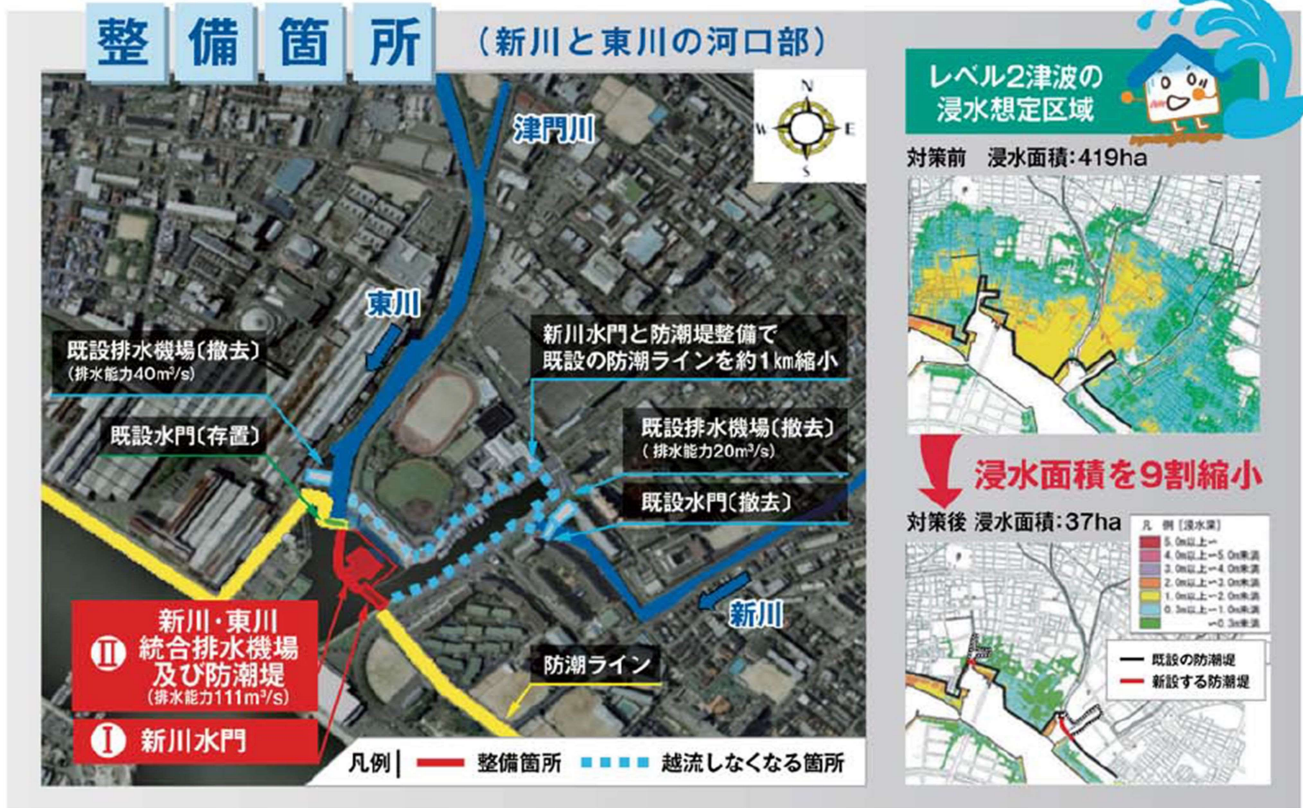 整備箇所
（新川と東川の河口部）
N
W
E
S
津門川
東川
既設排水機場〔撤去〕
（排水能力40m³/s）
既設水門〔存置〕
新川水門と防潮堤整備で
既設の防潮ラインを約1km縮小
既設排水機場〔撤去〕
（排水能力20m³/s）
既設水門〔撤去〕
新川
Ⅱ
新川・東川
統合排水機場
及び防潮堤
（排水能力111m³/s）
Ⅰ 新川水門
防潮ライン
凡例
整備箇所
越流しなくなる箇所
レベル2津波の
浸水想定区域
対策前 浸水面積：419ha
浸水面積を9割縮小
対策後 浸水面積：37ha
凡 例 [浸水深]
5.0m以上〜
4.0m以上〜5.0m未満
3.0m以上〜4.0m未満
2.0m以上〜3.0m未満
1.0m以上〜2.0m未満
0.3m以上〜1.0m未満
〜0.3m未満
既設の防潮堤
新設する防潮堤